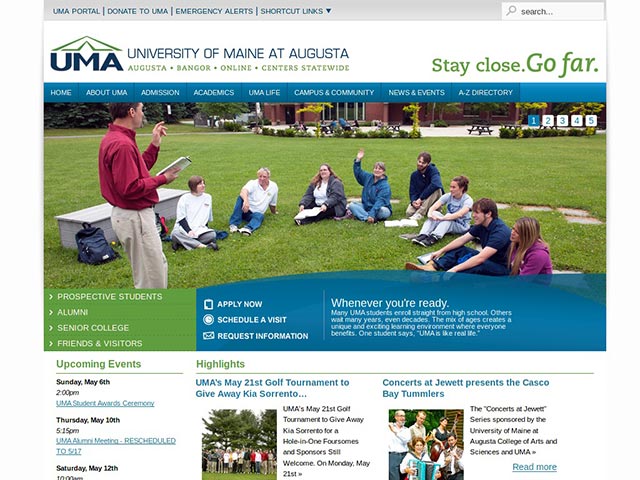 UMA PORTAL | DONATE TO UMA | EMERGENCY ALERTS | SHORTCUT LINKS ▼
search...
UMA UNIVERSITY OF MAINE AT AUGUSTA
AUGUSTA • BANGOR • ONLINE • CENTERS STATEWIDE
Stay close. Go far.
HOME ABOUT UMA ADMISSION ACADEMICS UMA LIFE CAMPUS & COMMUNITY NEWS & EVENTS A-Z DIRECTORY
1 2 3 4 5
PROSPECTIVE STUDENTS
ALUMNI
SENIOR COLLEGE
FRIENDS & VISITORS
APPLY NOW
SCHEDULE A VISIT
REQUEST INFORMATION
Whenever you're ready.
Many UMA students enroll straight from high school. Others
wait many years, even decades. The mix of ages creates a
unique and exciting learning environment where everyone
benefits. One student says, "UMA is like real life."
Upcoming Events
Sunday, May 6th
2:00pm
UMA Student Awards Ceremony
Thursday, May 10th
5:15pm
UMA Alumni Meeting - RESCHEDULED
TO 5/17
Saturday, May 12th
10:00am
Highlights
UMA's May 21st Golf Tournament to
Give Away Kia Sorrento…
UMA's May 21st Golf
Tournament to Give Away
Kia Sorrento for a
Hole-in-One Foursomes
and Sponsors Still
Welcome. On Monday, May
21st »
Concerts at Jewett presents the Casco
Bay Tummlers
The "Concerts at Jewett"
Series sponsored by the
University of Maine at
Augusta College of Arts and
Sciences and UMA »
Read more